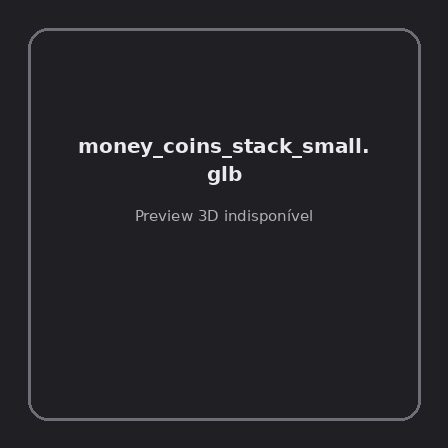 money_coins_stack_small.
glb
Preview 3D indisponível